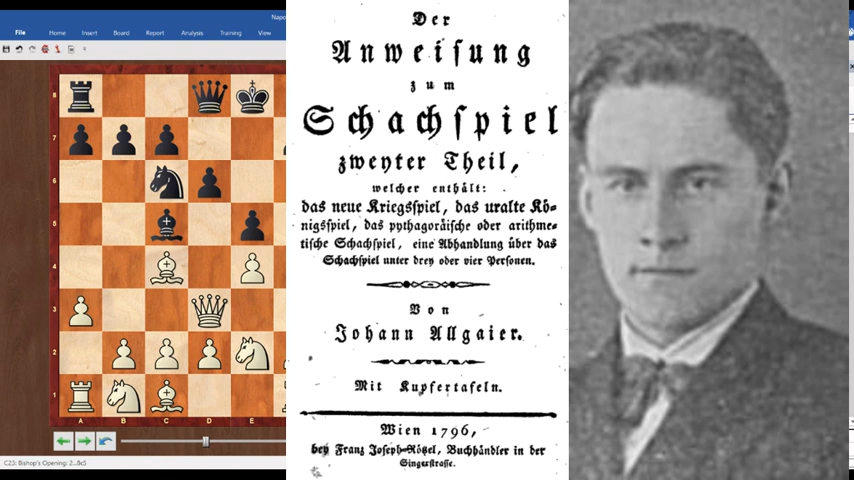 Napo
File
Home
Insert
Board
Report
Analysis
Training
View
8
7
6
5
4
3
2
1
A
B
C
D
E
C23: Bishop's Opening: 2...Bc5
Der
Anweiſung
zum
Schachſpiel
zweyter Theil,
welcher enthält:
das neue Kriegsſpiel, das uralte Kö-
nigſpiel, das pythagoräiſche oder arithme-
tiſche Schachſpiel, eine Abhandlung über das
Schachſpiel unter drey oder vier Perſonen.
Von
Johann Allgaier.
Mit Kupfertafeln.
Wien 1796,
bey Franz Joſeph Rötzel, Buchhändler in der
Singerſtraſſe.